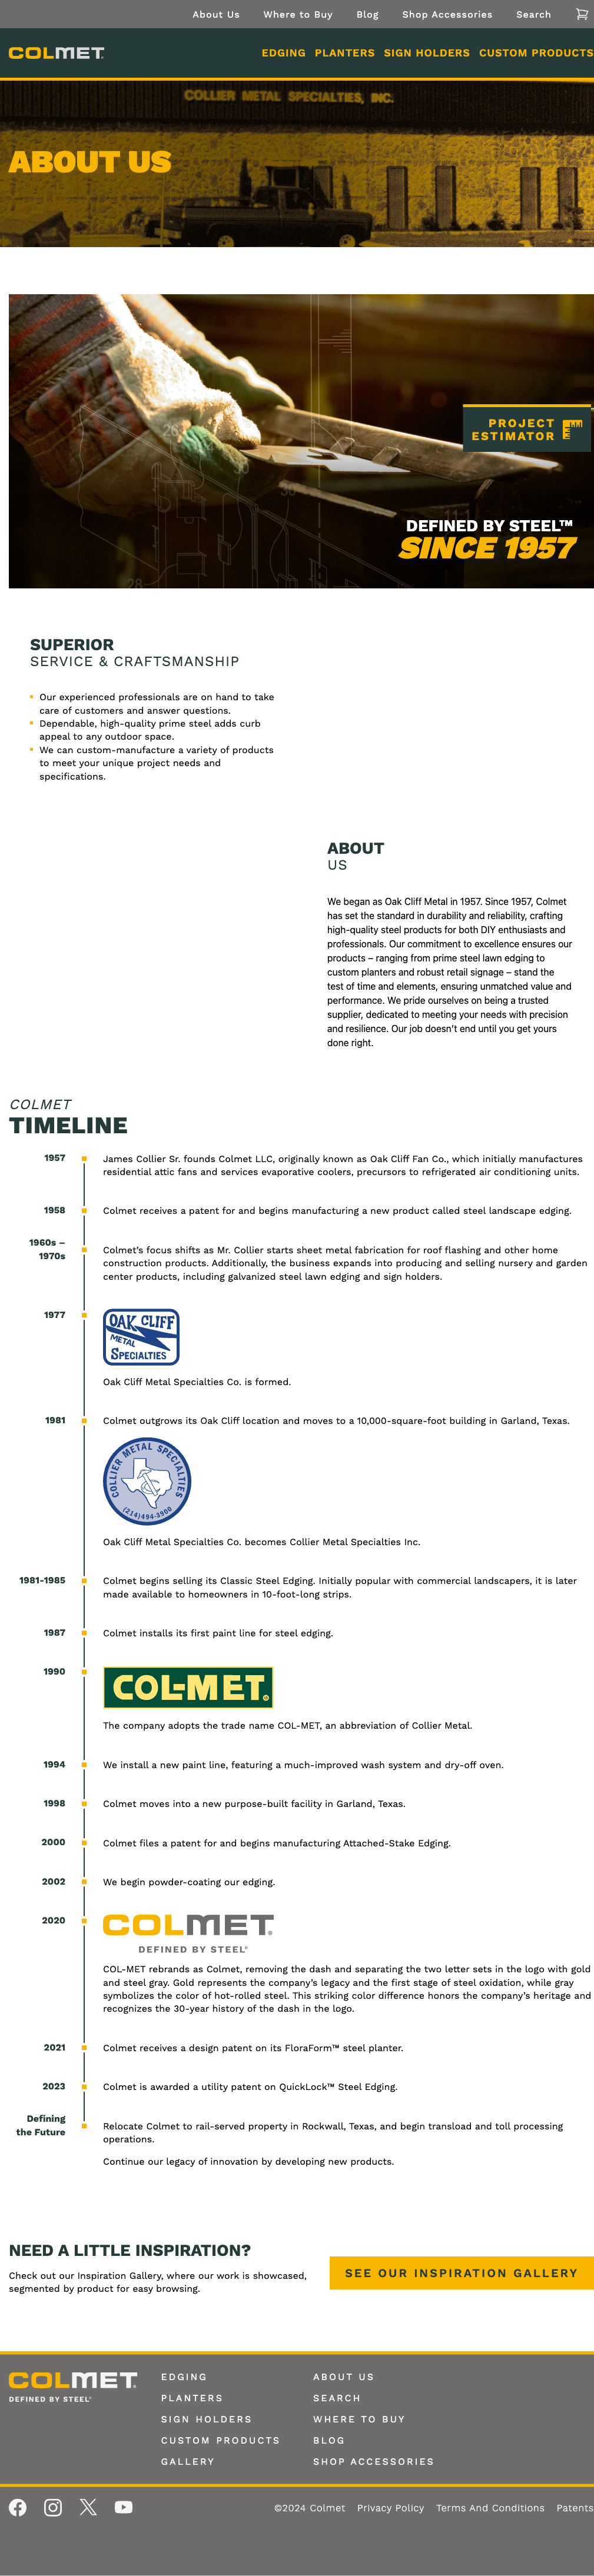 About Us Where to Buy Blog Shop Accessories Search
COLMET
EDGING PLANTERS SIGN HOLDERS CUSTOM PRODUCTS
COLLIER METAL SPECIALTIES, INC.
ABOUT US
PROJECT
ESTIMATOR
DEFINED BY STEEL™
SINCE 1957
SUPERIOR
SERVICE & CRAFTSMANSHIP
Our experienced professionals are on hand to take
care of customers and answer questions.
Dependable, high-quality prime steel adds curb
appeal to any outdoor space.
We can custom-manufacture a variety of products
to meet your unique project needs and
specifications.
ABOUT
US
We began as Oak Cliff Metal in 1957. Since 1957, Colmet
has set the standard in durability and reliability, crafting
high-quality steel products for both DIY enthusiasts and
professionals. Our commitment to excellence ensures our
products – ranging from prime steel lawn edging to
custom planters and robust retail signage – stand the
test of time and elements, ensuring unmatched value and
performance. We pride ourselves on being a trusted
supplier, dedicated to meeting your needs with precision
and resilience. Our job doesn't end until you get yours
done right.
COLMET
TIMELINE
1957
James Collier Sr. founds Colmet LLC, originally known as Oak Cliff Fan Co., which initially manufactures
residential attic fans and services evaporative coolers, precursors to refrigerated air conditioning units.
1958
Colmet receives a patent for and begins manufacturing a new product called steel landscape edging.
1960s –
1970s
Colmet's focus shifts as Mr. Collier starts sheet metal fabrication for roof flashing and other home
construction products. Additionally, the business expands into producing and selling nursery and garden
center products, including galvanized steel lawn edging and sign holders.
1977
OAK CLIFF
METAL
SPECIALTIES
Oak Cliff Metal Specialties Co. is formed.
1981
Colmet outgrows its Oak Cliff location and moves to a 10,000-square-foot building in Garland, Texas.
COLLIER METAL SPECIALTIES
(214)494-3900
Oak Cliff Metal Specialties Co. becomes Collier Metal Specialties Inc.
1981-1985
Colmet begins selling its Classic Steel Edging. Initially popular with commercial landscapers, it is later
made available to homeowners in 10-foot-long strips.
1987
Colmet installs its first paint line for steel edging.
1990
COL-MET®
The company adopts the trade name COL-MET, an abbreviation of Collier Metal.
1994
We install a new paint line, featuring a much-improved wash system and dry-off oven.
1998
Colmet moves into a new purpose-built facility in Garland, Texas.
2000
Colmet files a patent for and begins manufacturing Attached-Stake Edging.
2002
We begin powder-coating our edging.
2020
COLMET®
DEFINED BY STEEL®
COL-MET rebrands as Colmet, removing the dash and separating the two letter sets in the logo with gold
and steel gray. Gold represents the company's legacy and the first stage of steel oxidation, while gray
symbolizes the color of hot-rolled steel. This striking color difference honors the company's heritage and
recognizes the 30-year history of the dash in the logo.
2021
Colmet receives a design patent on its FloraForm™ steel planter.
2023
Colmet is awarded a utility patent on QuickLock™ Steel Edging.
Defining
the Future
Relocate Colmet to rail-served property in Rockwall, Texas, and begin transload and toll processing
operations.
Continue our legacy of innovation by developing new products.
NEED A LITTLE INSPIRATION?
Check out our Inspiration Gallery, where our work is showcased,
segmented by product for easy browsing.
SEE OUR INSPIRATION GALLERY
COLMET
DEFINED BY STEEL®
EDGING
PLANTERS
SIGN HOLDERS
CUSTOM PRODUCTS
GALLERY
ABOUT US
SEARCH
WHERE TO BUY
BLOG
SHOP ACCESSORIES
©2024 Colmet Privacy Policy Terms And Conditions Patents